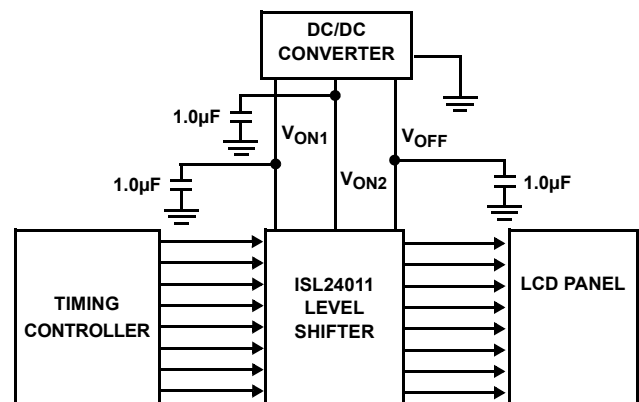 DC/DC
CONVERTER
1.0µF
VON1
VOFF
1.0µF
VON2
1.0µF
TIMING
CONTROLLER
ISL24011
LEVEL
SHIFTER
LCD PANEL